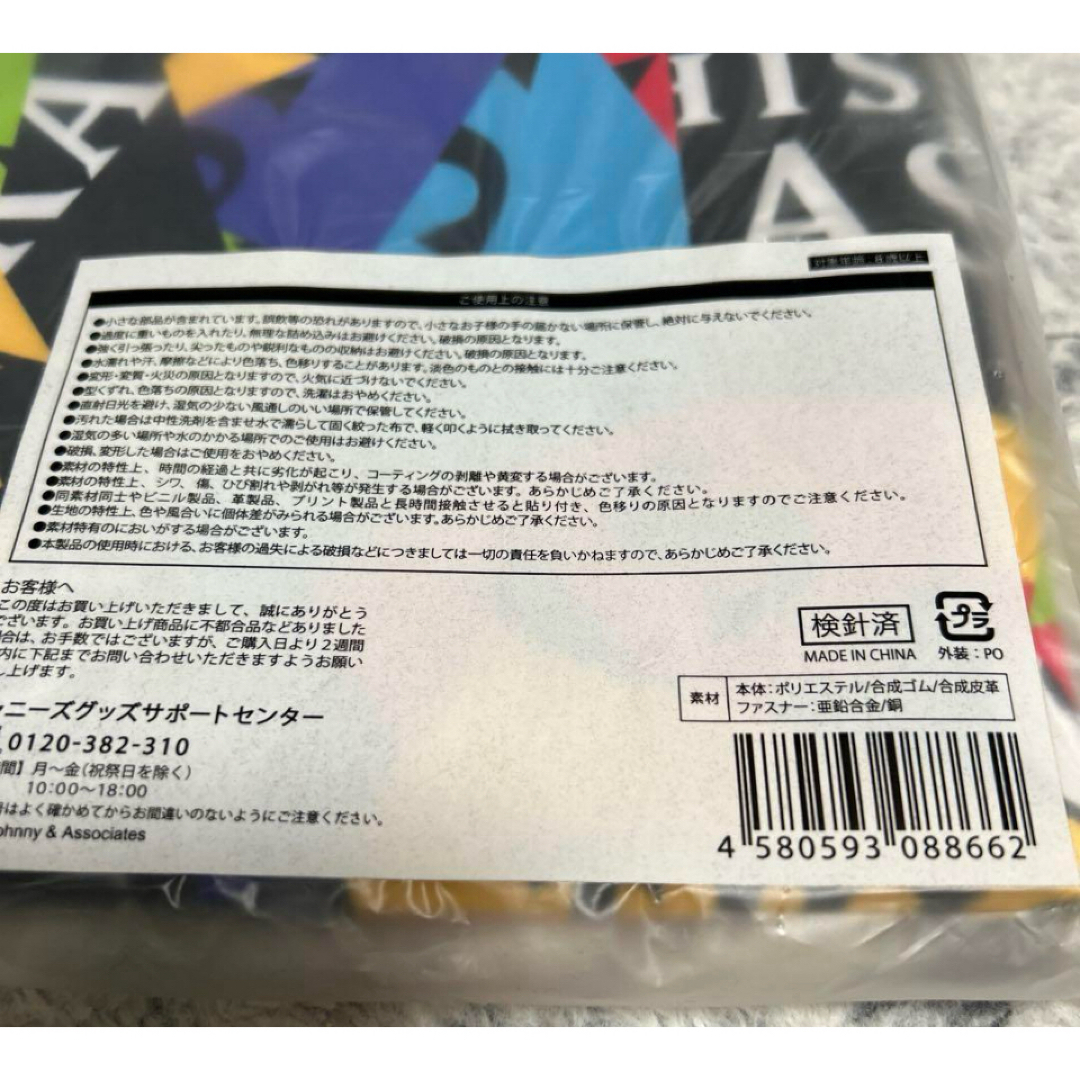 KA
HIS
AS
対象年齢：8歳以上
ご使用上の注意
●小さな部品が含まれています。誤飲等の恐れがありますので、小さなお子様の手の届かない場所に保管し、絶対に与えないでください。
●過度に重いものを入れたり、無理な詰め込みはお避けください。破損の原因となります。
●強く引っ張ったり、尖ったものや鋭利なものの収納はお避けください。破損の原因となります。
●水濡れや汗、摩擦などにより色落ち、色移りすることがあります。淡色のものとの接触には十分ご注意ください。
●変形・変質・火災の原因となりますので、火気に近づけないでください。
●型くずれ、色落ちの原因となりますので、洗濯はおやめください。
●直射日光を避け、湿気の少ない風通しのいい場所で保管してください。
●汚れた場合は中性洗剤を含ませ水で濡らして固く絞った布で、軽く叩くように拭き取ってください。
●湿気の多い場所や水のかかる場所でのご使用はお避けください。
●破損、変形した場合はご使用をおやめください。
●素材の特性上、時間の経過と共に劣化が起こり、コーティングの剥離や黄変する場合がございます。
●素材の特性上、シワ、傷、ひび割れや剥がれ等が発生する場合がございます。あらかじめご了承ください。
●同素材同士やビニル製品、革製品、プリント製品と長時間接触させると貼り付き、色移りの原因となりますのでご注意ください。
●生地の特性上、色や風合いに個体差がみられる場合がございます。あらかじめご了承ください。
●素材特有のにおいがする場合がございます。
●本製品の使用時における、お客様の過失による破損などにつきましては一切の責任を負いかねますので、あらかじめご了承ください。
お客様へ
この度はお買い上げいただきまして、誠にありがとう
ございます。お買い上げ商品に不都合品などありました
場合は、お手数ではございますが、ご購入日より2週間
内に下記までお問い合わせいただきますようお願い
し上げます。
ャニーズグッズサポートセンター
0120-382-310
間】月～金（祝祭日を除く）
10:00～18:00
号はよく確かめてからお間違いのないようにご注意ください。
ohnny & Associates
検針済
MADE IN CHINA
プラ
外装：PO
素材
本体：ポリエステル/合成ゴム/合成皮革
ファスナー：亜鉛合金/銅
4 580593 088662